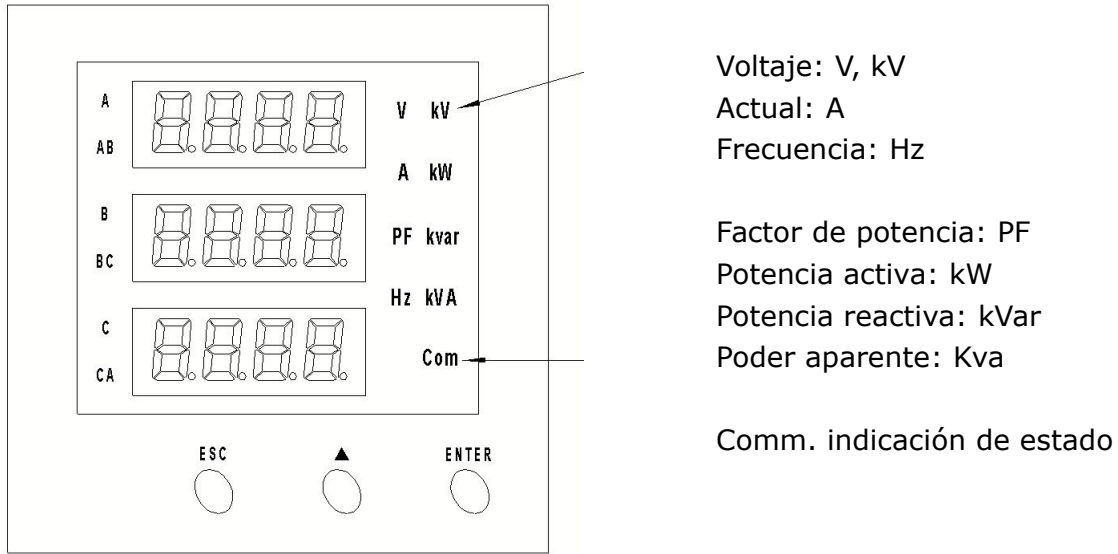 A
AB
V kV
A kW
B
BC
PF kvar
Hz kVA
C
CA
Com
ESC ▲ ENTER
Voltaje: V, kV
Actual: A
Frecuencia: Hz
Factor de potencia: PF
Potencia activa: kW
Potencia reactiva: kVar
Poder aparente: Kva
Comm. indicación de estado